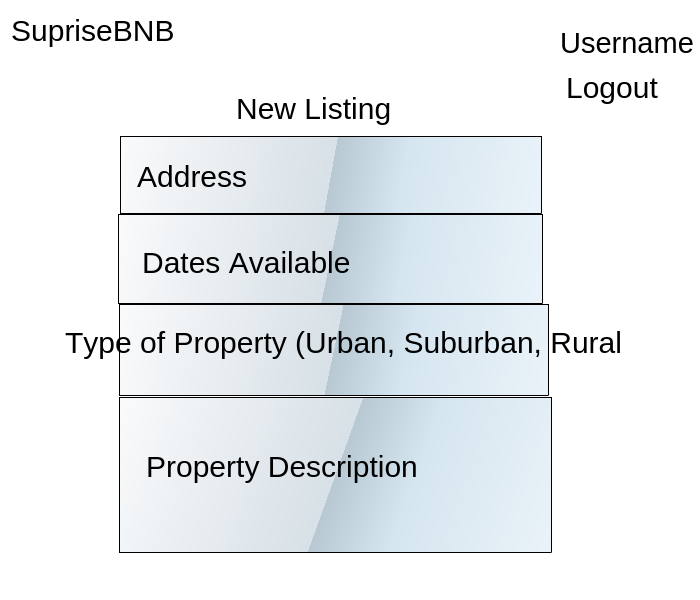 SupriseBNB
Username
Logout
New Listing
Address
Dates Available
Type of Property (Urban, Suburban, Rural
Property Description